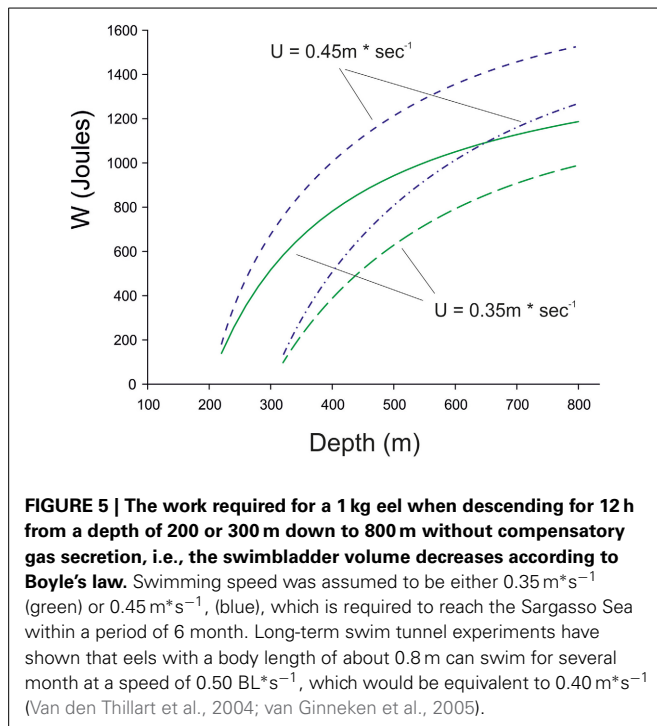 1600
1400
1200
1000
800
600
400
200
0
W (Joules)
U = 0.45m * sec⁻¹
U = 0.35m * sec⁻¹
100 200 300 400 500 600 700 800
Depth (m)
FIGURE 5 | The work required for a 1 kg eel when descending for 12 h
from a depth of 200 or 300 m down to 800 m without compensatory
gas secretion, i.e., the swimbladder volume decreases according to
Boyle's law. Swimming speed was assumed to be either 0.35 m*s⁻¹
(green) or 0.45 m*s⁻¹, (blue), which is required to reach the Sargasso Sea
within a period of 6 month. Long-term swim tunnel experiments have
shown that eels with a body length of about 0.8 m can swim for several
month at a speed of 0.50 BL*s⁻¹, which would be equivalent to 0.40 m*s⁻¹
(Van den Thillart et al., 2004; van Ginneken et al., 2005).